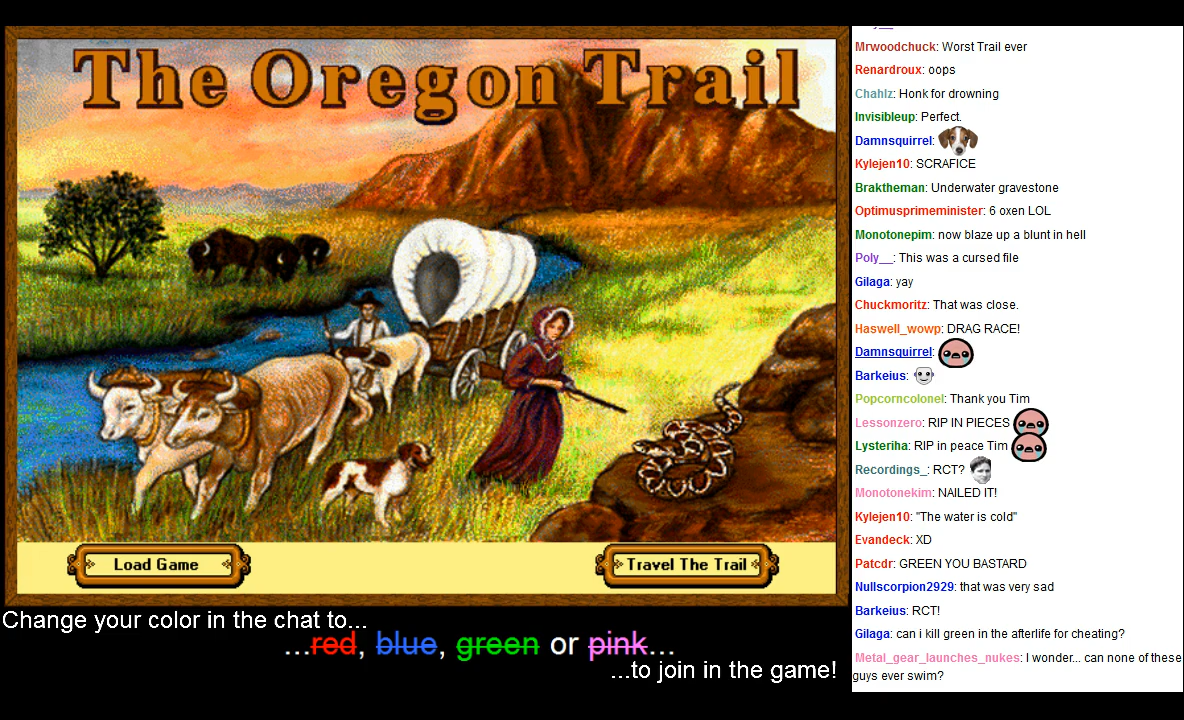 The Oregon Trail
Load Game
Travel The Trail
Change your color in the chat to...
...red, blue, green or pink...
...to join in the game!
Mrwoodchuck: Worst Trail ever
Renardroux: oops
Chahlz: Honk for drowning
Invisibleup: Perfect.
Damnsquirrel:
Kylejen10: SCRAFICE
Braktheman: Underwater gravestone
Optimusprimeminister: 6 oxen LOL
Monotonepim: now blaze up a blunt in hell
Poly__: This was a cursed file
Gilaga: yay
Chuckmoritz: That was close.
Haswell_wowp: DRAG RACE!
Damnsquirrel:
Barkeius:
Popcorncolonel: Thank you Tim
Lessonzero: RIP IN PIECES
Lysteriha: RIP in peace Tim
Recordings_: RCT?
Monotonekim: NAILED IT!
Kylejen10: "The water is cold"
Evandeck: XD
Patcdr: GREEN YOU BASTARD
Nullscorpion2929: that was very sad
Barkeius: RCT!
Gilaga: can i kill green in the afterlife for cheating?
Metal_gear_launches_nukes: I wonder... can none of these
guys ever swim?